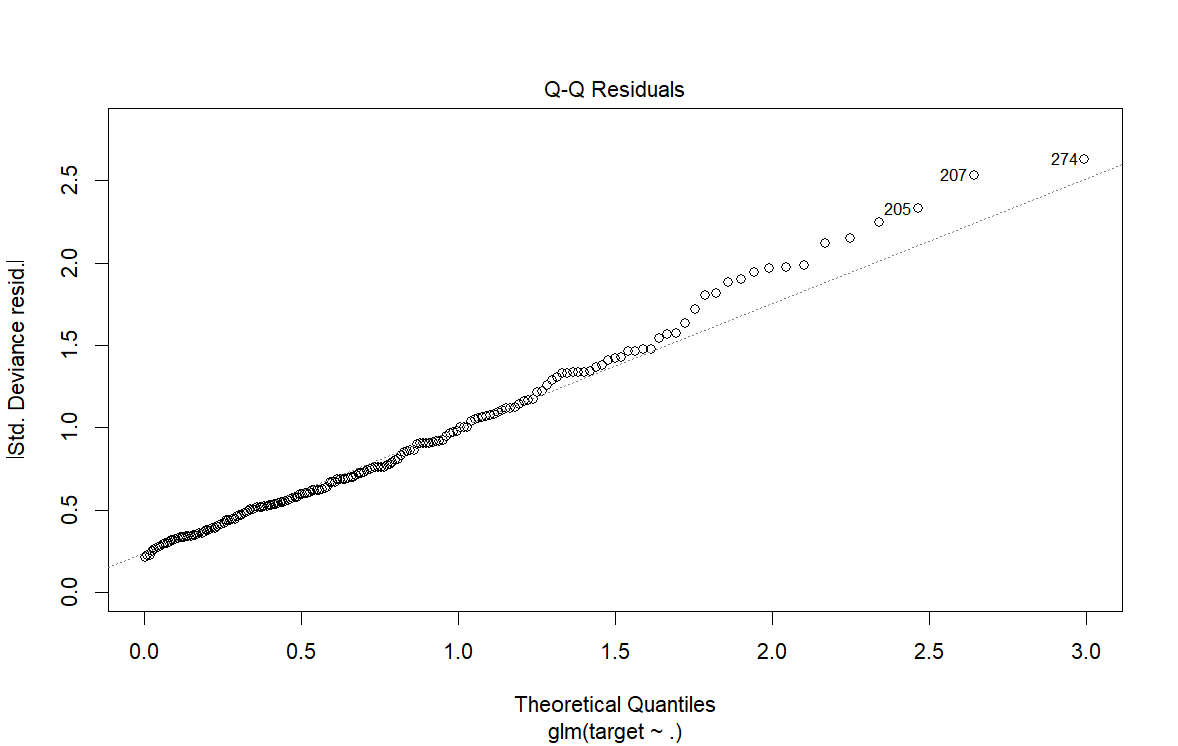 Q-Q Residuals
|Std. Deviance resid.|
2.5
2.0
1.5
1.0
0.5
0.0
274
207
205
0.0 0.5 1.0 1.5 2.0 2.5 3.0
Theoretical Quantiles
glm(target ~ .)